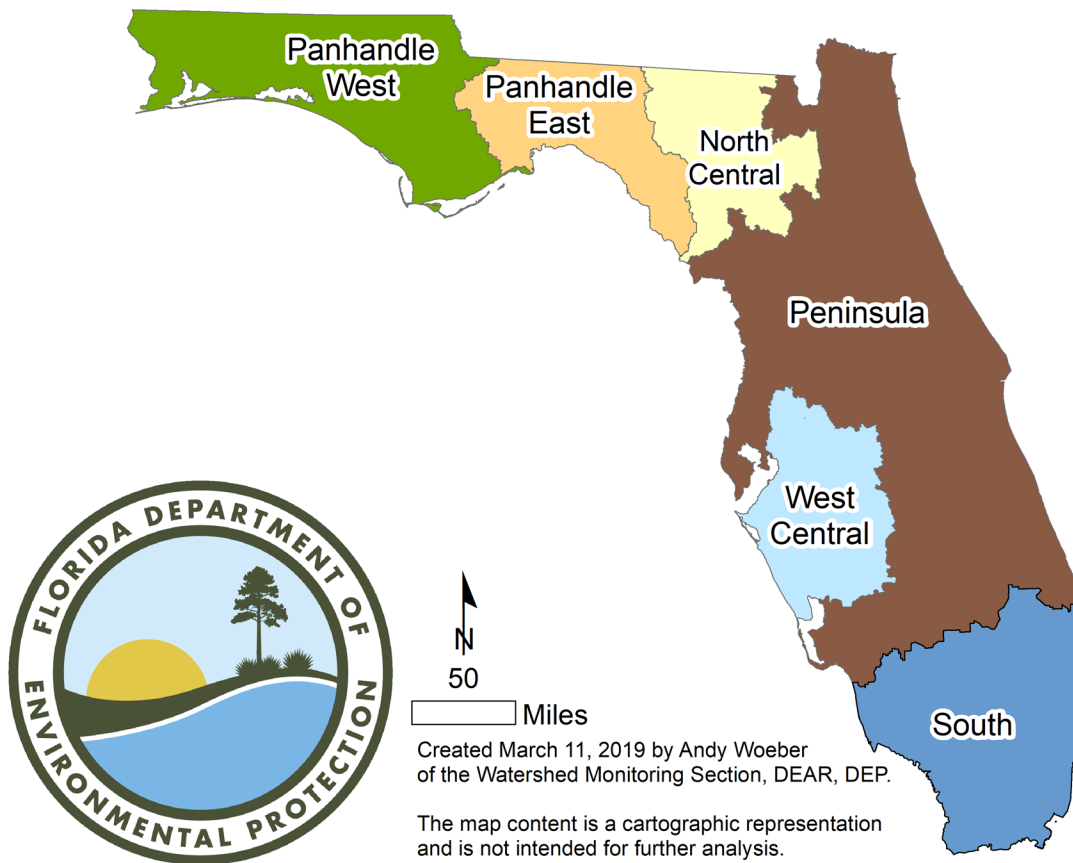 Panhandle
West
Panhandle
East
North
Central
Peninsula
West
Central
South
FLORIDA DEPARTMENT OF
ENVIRONMENTAL PROTECTION
N
50
Miles
Created March 11, 2019 by Andy Woeber
of the Watershed Monitoring Section, DEAR, DEP.
The map content is a cartographic representation
and is not intended for further analysis.